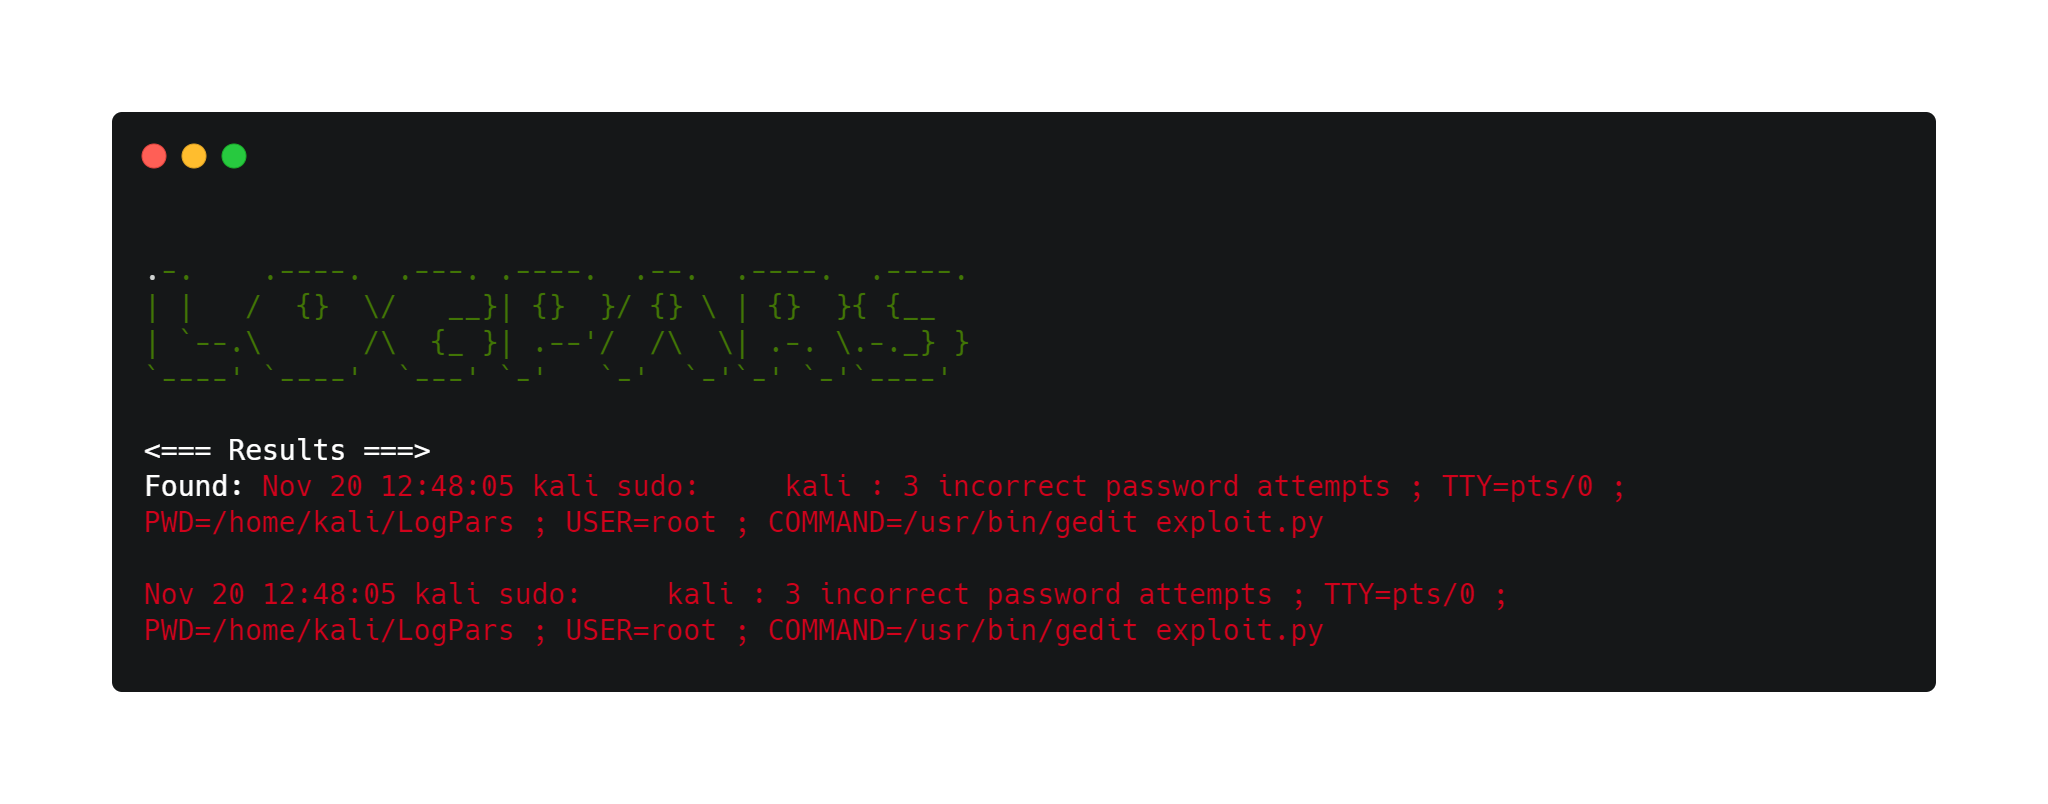 .-.    .----.  .---. .----.  .--.  .----.  .----.
| |   /  {}  \/   __}| {}  }/ {} \ | {}  }{ {__
| `--.\      /\  {_ }| .--'/  /\  \| .-. \.-._} }
`----' `----'  `---' `-'   `-'  `-'`-' `-'`----'
<=== Results ===>
Found: Nov 20 12:48:05 kali sudo:     kali : 3 incorrect password attempts ; TTY=pts/0 ;
PWD=/home/kali/LogPars ; USER=root ; COMMAND=/usr/bin/gedit exploit.py
Nov 20 12:48:05 kali sudo:     kali : 3 incorrect password attempts ; TTY=pts/0 ;
PWD=/home/kali/LogPars ; USER=root ; COMMAND=/usr/bin/gedit exploit.py